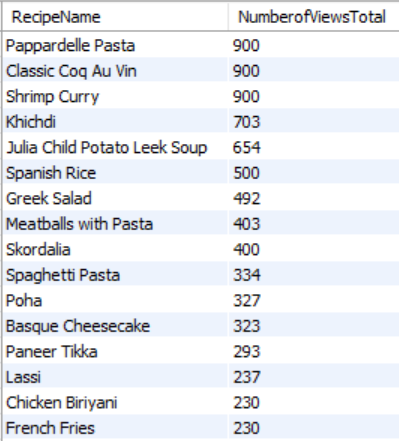 RecipeName NumberofViewsTotal
Pappardelle Pasta 900
Classic Coq Au Vin 900
Shrimp Curry 900
Khichdi 703
Julia Child Potato Leek Soup 654
Spanish Rice 500
Greek Salad 492
Meatballs with Pasta 403
Skordalia 400
Spaghetti Pasta 334
Poha 327
Basque Cheesecake 323
Paneer Tikka 293
Lassi 237
Chicken Biriyani 230
French Fries 230